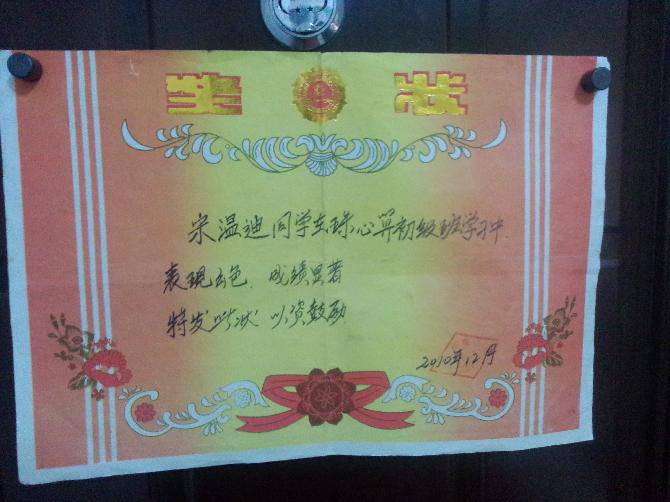 奖状
宋温迪同学在珠心算初级班学习中
表现出色.成绩显著
特发此状 以资鼓励
2010年12月